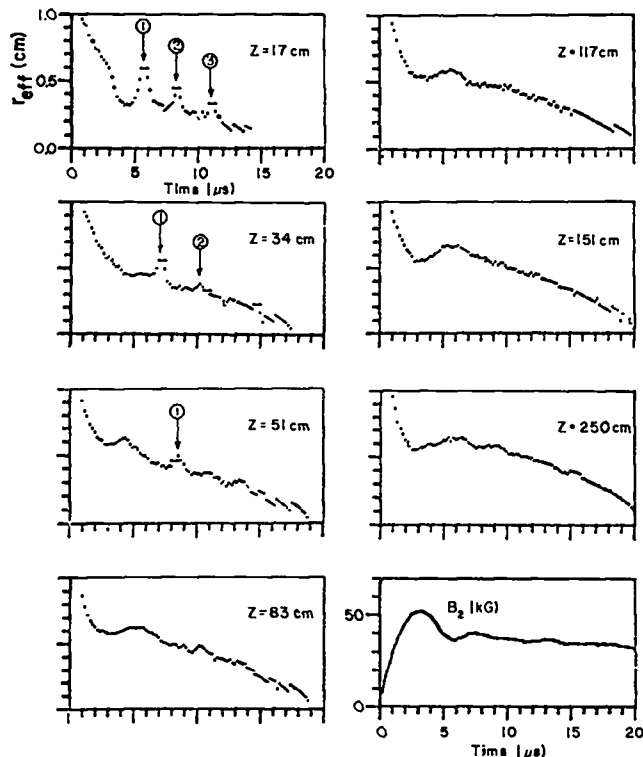 1.0
0.5
0.0
r eff (cm)
① ② ③
Z = 17 cm
0 5 10 15 20
Time (μs)
① ②
Z = 34 cm
①
Z = 51 cm
Z = 83 cm
Z = 117 cm
Z = 151 cm
Z = 250 cm
50
0
B₂ (kG)
0 5 10 15 20
Time (μs)